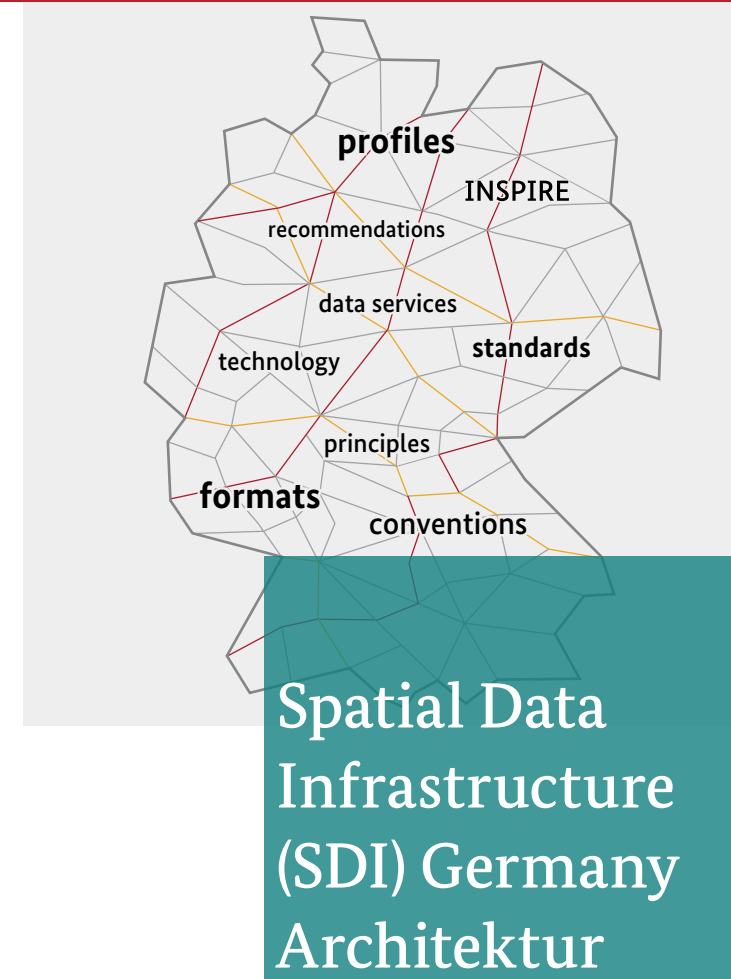 profiles
INSPIRE
recommendations
data services
standards
technology
principles
formats
conventions
Spatial Data
Infrastructure
(SDI) Germany
Architektur